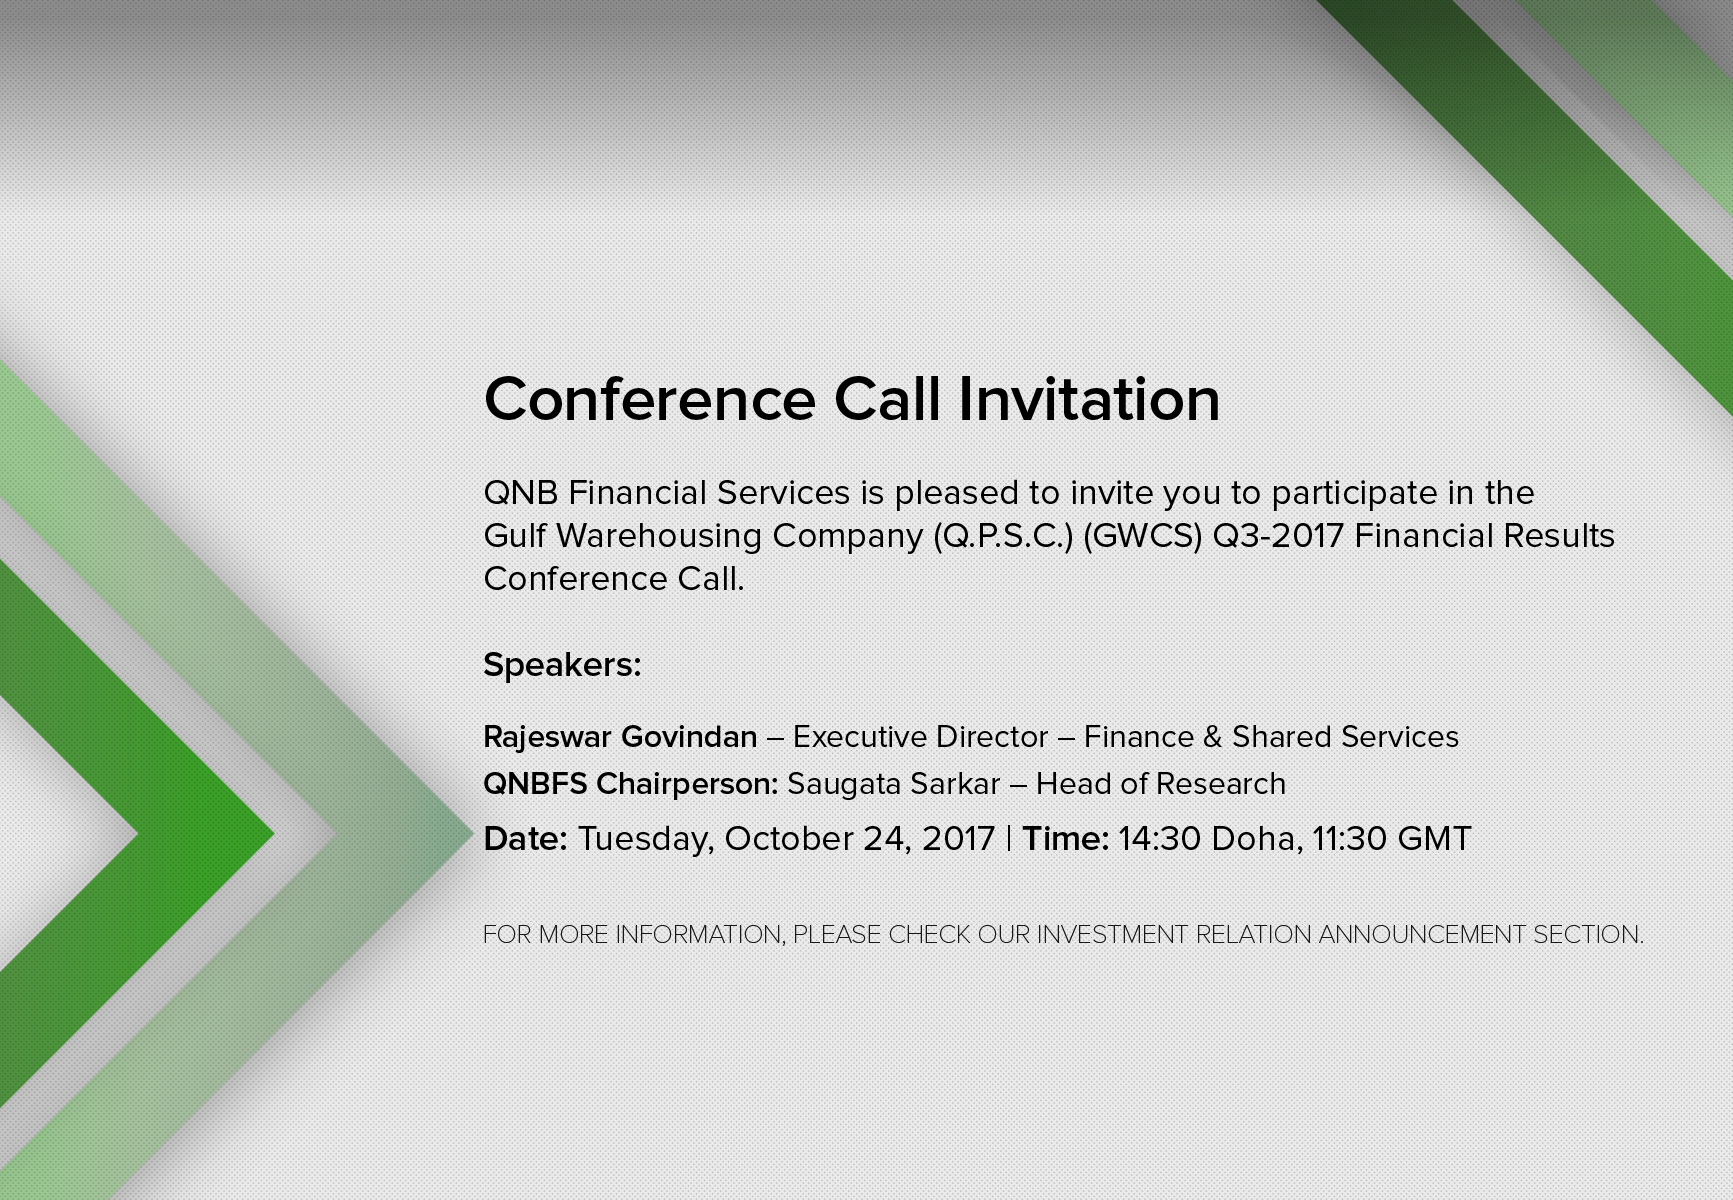 Conference Call Invitation
QNB Financial Services is pleased to invite you to participate in the
Gulf Warehousing Company (Q.P.S.C.) (GWCS) Q3-2017 Financial Results
Conference Call.
Speakers:
Rajeswar Govindan – Executive Director – Finance & Shared Services
QNBFS Chairperson: Saugata Sarkar – Head of Research
Date: Tuesday, October 24, 2017 | Time: 14:30 Doha, 11:30 GMT
FOR MORE INFORMATION, PLEASE CHECK OUR INVESTMENT RELATION ANNOUNCEMENT SECTION.